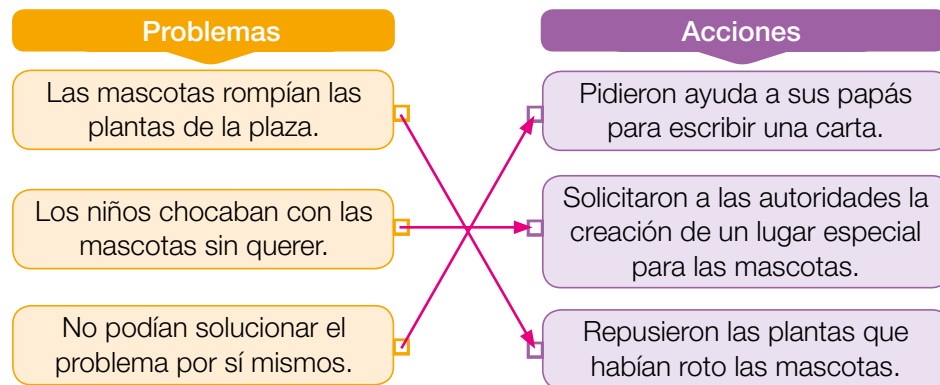 Problemas
Las mascotas rompían las
plantas de la plaza.
Los niños chocaban con las
mascotas sin querer.
No podían solucionar el
problema por sí mismos.
Acciones
Pidieron ayuda a sus papás
para escribir una carta.
Solicitaron a las autoridades la
creación de un lugar especial
para las mascotas.
Repusieron las plantas que
habían roto las mascotas.